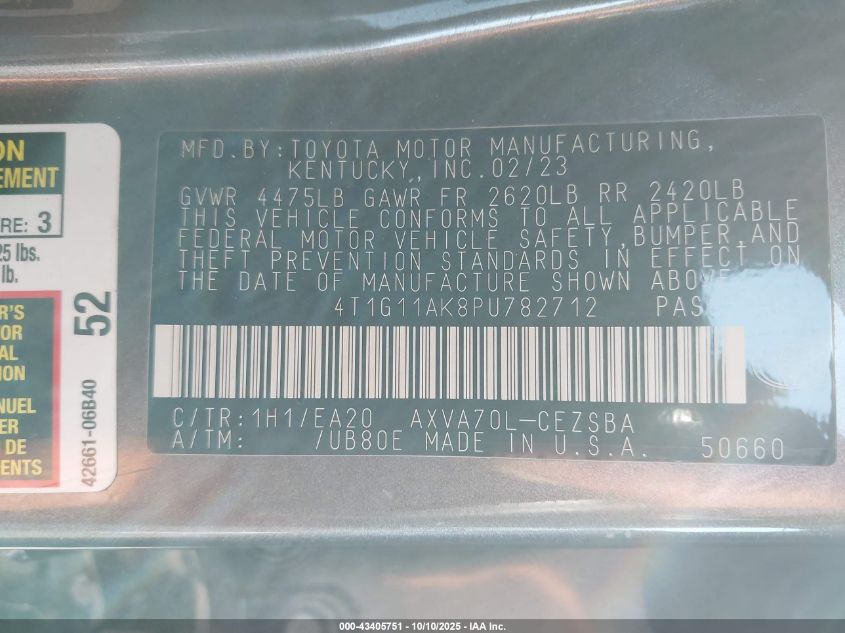 ON
EMENT
RE: 3
25 lbs.
lb.
R'S
TOR
AL
ION
ANUEL
ER
DE
ENTS
52
42661-06B40
MFD.BY:TOYOTA MOTOR MANUFACTURING,
KENTUCKY,INC.02/23
GVWR 4475LB GAWR FR 2620LB RR 2420LB
THIS VEHICLE CONFORMS TO ALL APPLICABLE
FEDERAL MOTOR VEHICLE SAFETY,BUMPER,AND
THEFT PREVENTION STANDARDS IN EFFECT ON
THE DATE OF MANUFACTURE SHOWN ABOVE.
4T1G11AK8PU782712 PAS
C/TR:1H1/EA20 AXVA70L-CEZSBA
A/TM: /UB80E MADE IN U.S.A. 50660
000-43405751 - 10/10/2025 - IAA Inc.